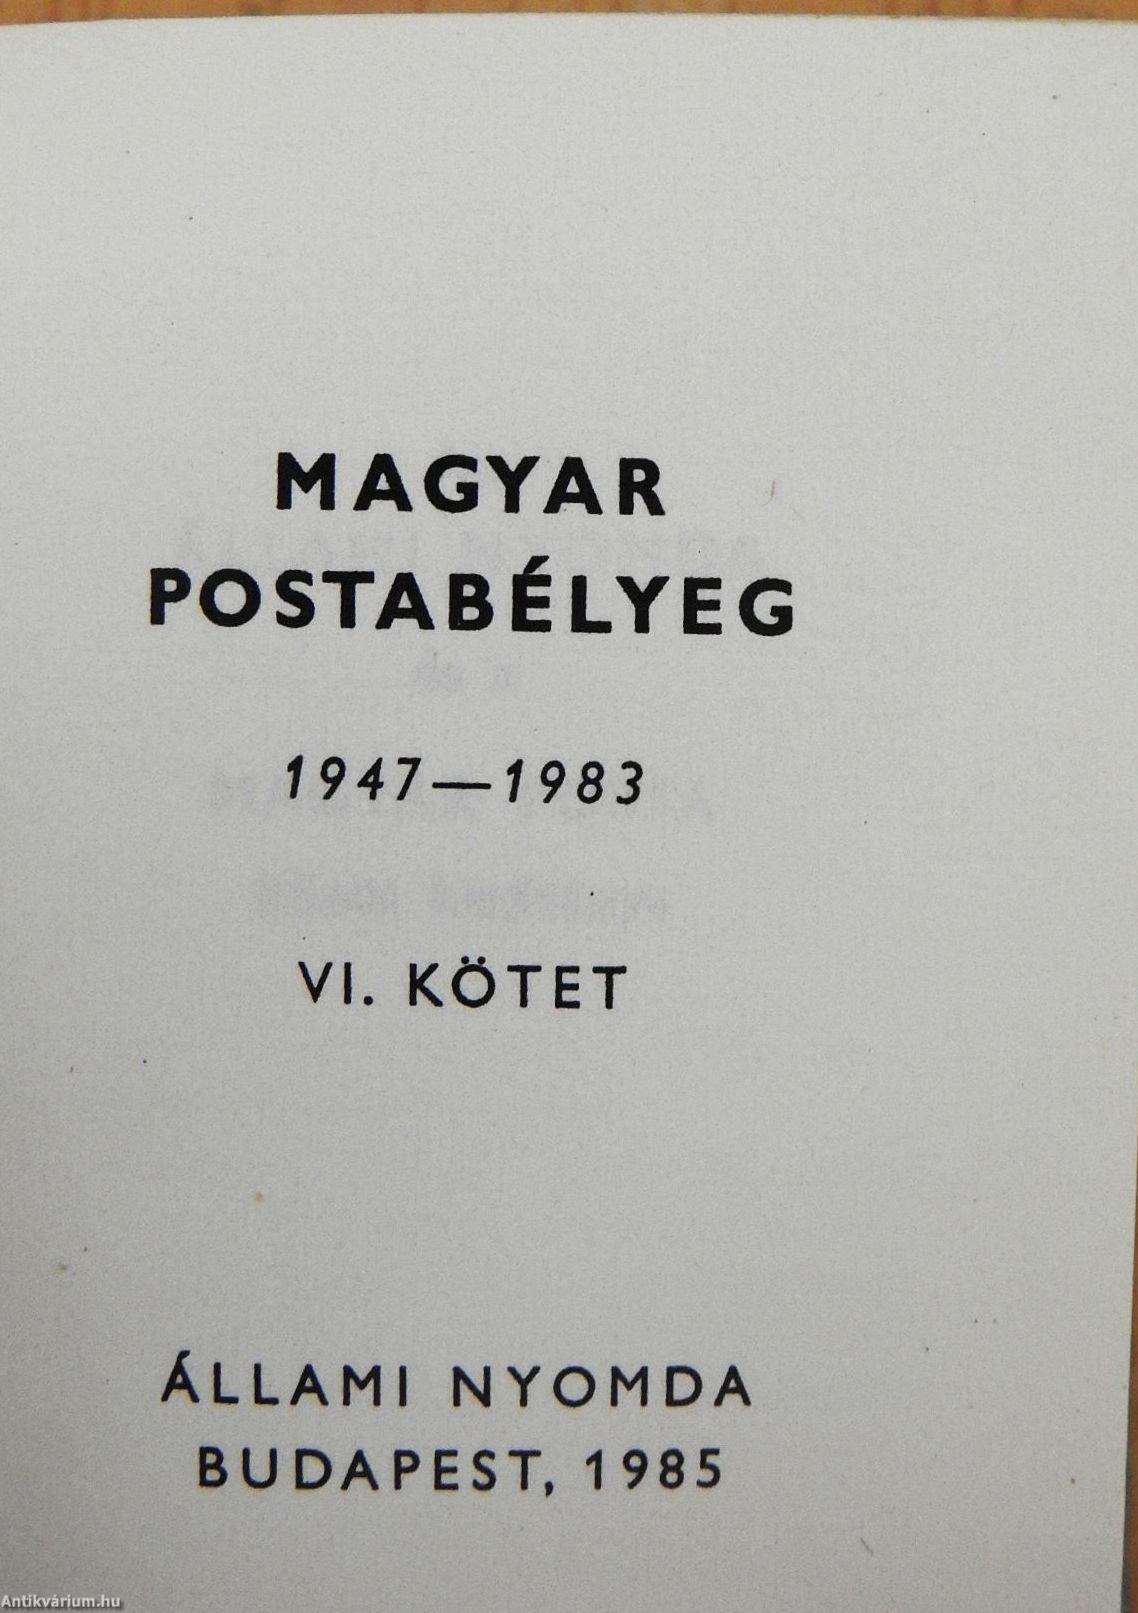 MAGYAR
POSTABÉLYEG
1947—1983
VI. KÖTET
ÁLLAMI NYOMDA
BUDAPEST, 1985
Antikvárium.hu